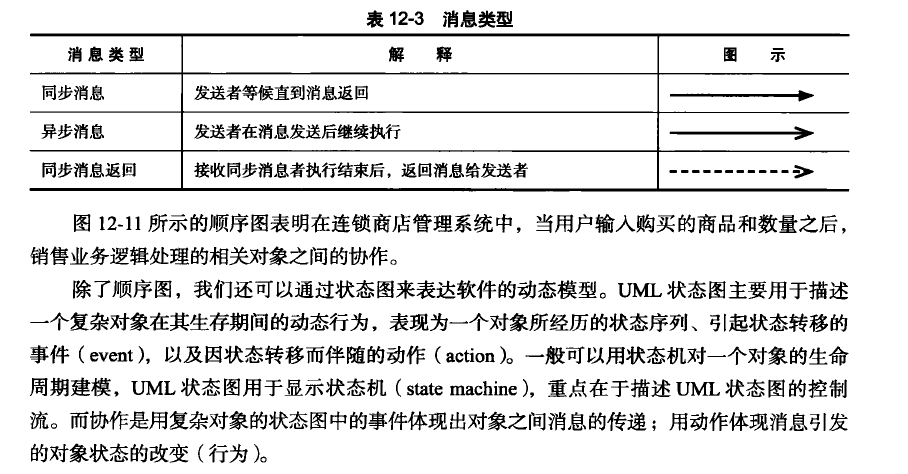 表 12-3 消息类型
消息类型 解 释 图 示
同步消息 发送者等候直到消息返回
异步消息 发送者在消息发送后继续执行
同步消息返回 接收同步消息者执行结束后，返回消息给发送者
图 12-11 所示的顺序图表明在连锁商店管理系统中，当用户输入购买的商品和数量之后，
销售业务逻辑处理的相关对象之间的协作。
除了顺序图，我们还可以通过状态图来表达软件的动态模型。UML 状态图主要用于描述
一个复杂对象在其生存期间的动态行为，表现为一个对象所经历的状态序列、引起状态转移的
事件（event），以及因状态转移而伴随的动作（action）。一般可以用状态机对一个对象的生命
周期建模，UML 状态图用于显示状态机（state machine），重点在于描述 UML 状态图的控制
流。而协作是用复杂对象的状态图中的事件体现出对象之间消息的传递；用动作体现消息引发
的对象状态的改变（行为）。